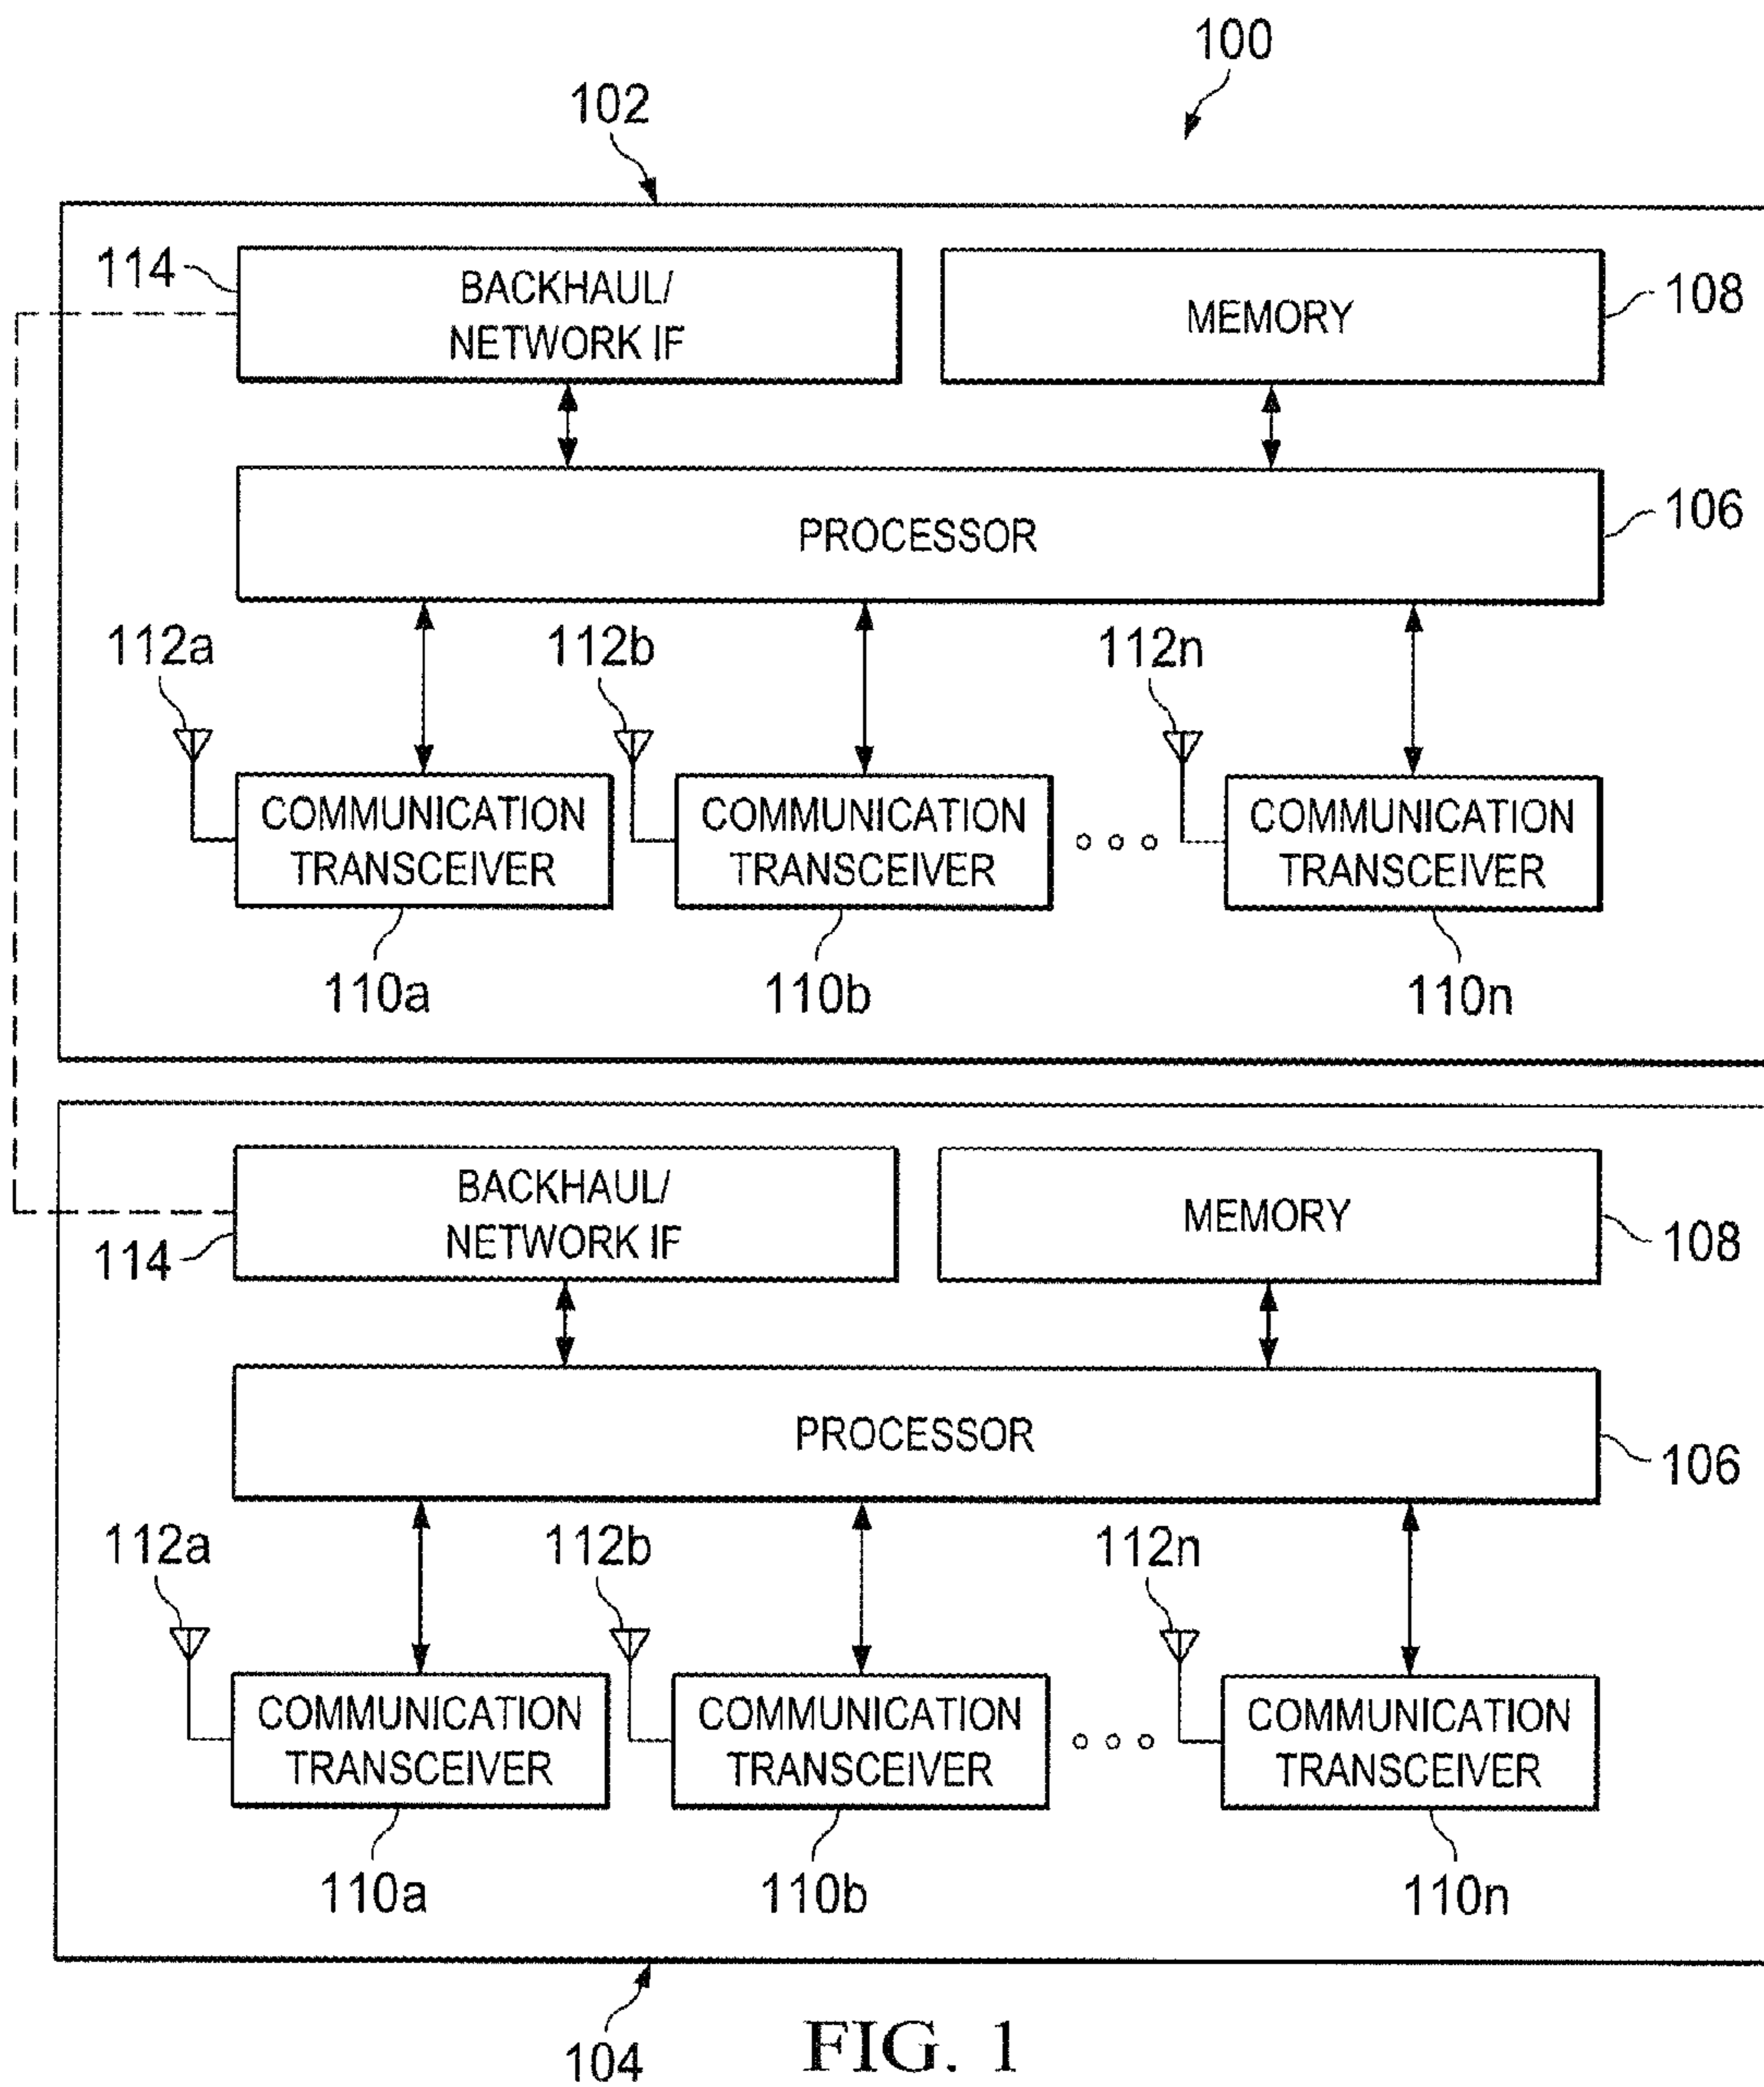 100
102
114
BACKHAUL/
NETWORK IF
MEMORY
108
PROCESSOR
106
112a
112b
112n
COMMUNICATION
TRANSCEIVER
COMMUNICATION
TRANSCEIVER
COMMUNICATION
TRANSCEIVER
110a
110b
110n
BACKHAUL/
NETWORK IF
MEMORY
114
108
PROCESSOR
106
112a
112b
112n
COMMUNICATION
TRANSCEIVER
COMMUNICATION
TRANSCEIVER
COMMUNICATION
TRANSCEIVER
110a
110b
110n
104
FIG. 1